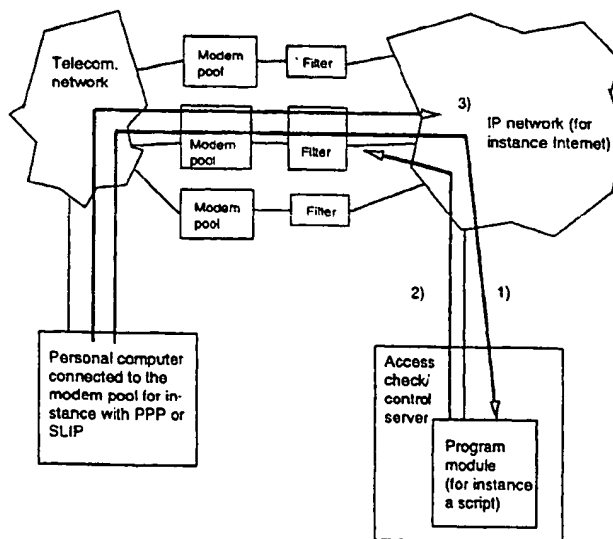 Telecom.
network
Modem
pool
Filter
3)
IP network (for
instance Internet)
Modem
pool
Filter
Modem
pool
Filter
2)
1)
Personal computer
connected to the
modem pool for in-
stance with PPP or
SLIP
Access
check/
control
server
Program
module
(for instance
a script)